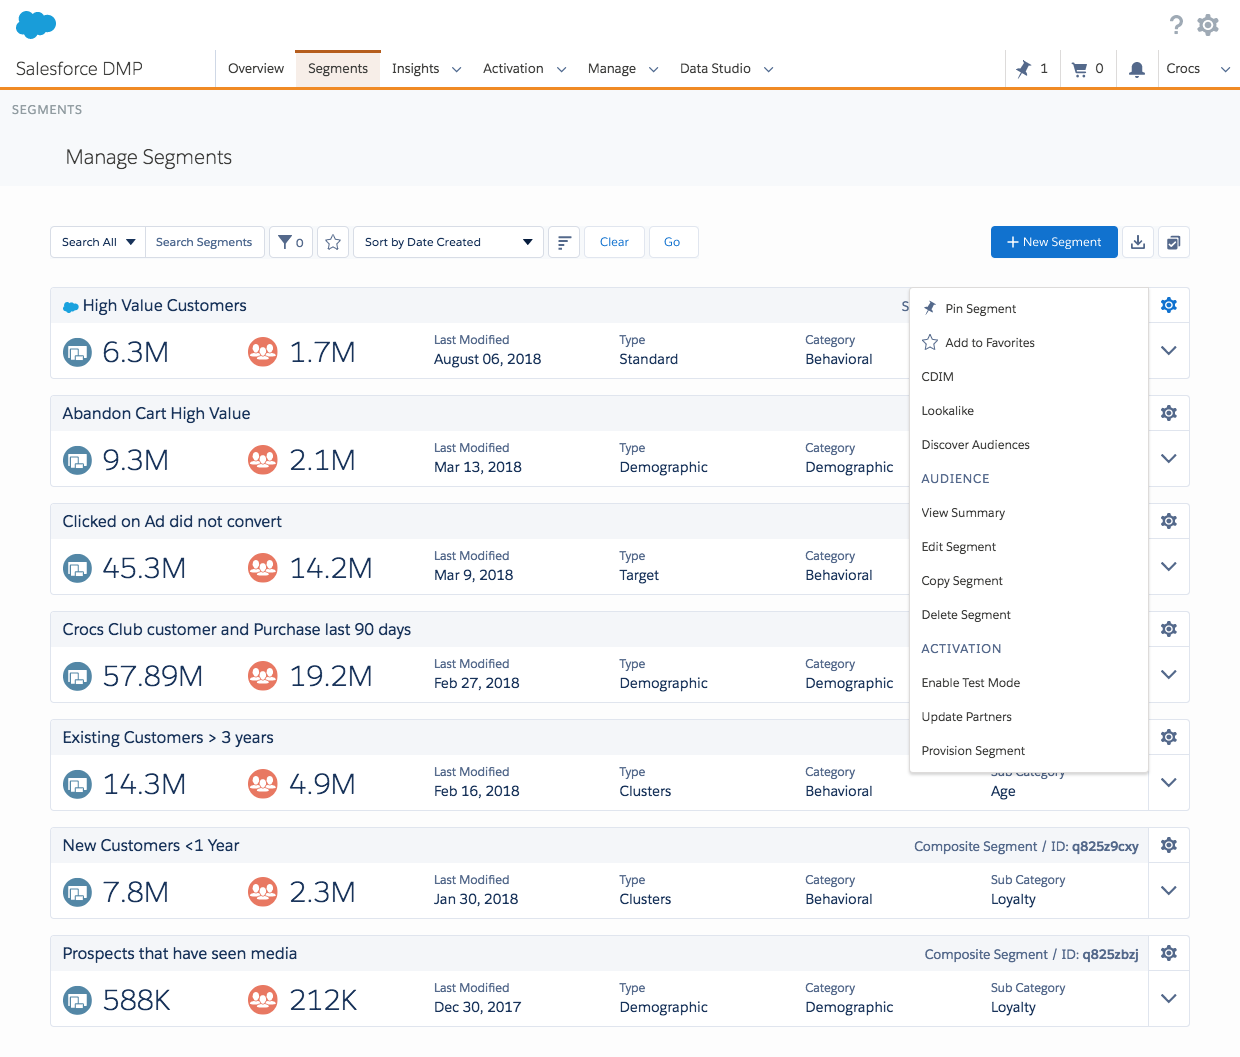 ?
Salesforce DMP
Overview Segments Insights Activation Manage Data Studio 1 0 Crocs
SEGMENTS
Manage Segments
Search All Search Segments 0 Sort by Date Created Clear Go + New Segment
High Value Customers S
6.3M 1.7M
Last Modified Type Category
August 06, 2018 Standard Behavioral
Abandon Cart High Value
9.3M 2.1M
Last Modified Type Category
Mar 13, 2018 Demographic Demographic
Clicked on Ad did not convert
45.3M 14.2M
Last Modified Type Category
Mar 9, 2018 Target Behavioral
Crocs Club customer and Purchase last 90 days
57.89M 19.2M
Last Modified Type Category
Feb 27, 2018 Demographic Demographic
Existing Customers > 3 years
14.3M 4.9M
Last Modified Type Category Sub Category
Feb 16, 2018 Clusters Behavioral Age
Pin Segment
Add to Favorites
CDIM
Lookalike
Discover Audiences
AUDIENCE
View Summary
Edit Segment
Copy Segment
Delete Segment
ACTIVATION
Enable Test Mode
Update Partners
Provision Segment
New Customers <1 Year Composite Segment / ID: q825z9cxy
7.8M 2.3M
Last Modified Type Category Sub Category
Jan 30, 2018 Clusters Behavioral Loyalty
Prospects that have seen media Composite Segment / ID: q825zbzj
588K 212K
Last Modified Type Category Sub Category
Dec 30, 2017 Demographic Demographic Loyalty